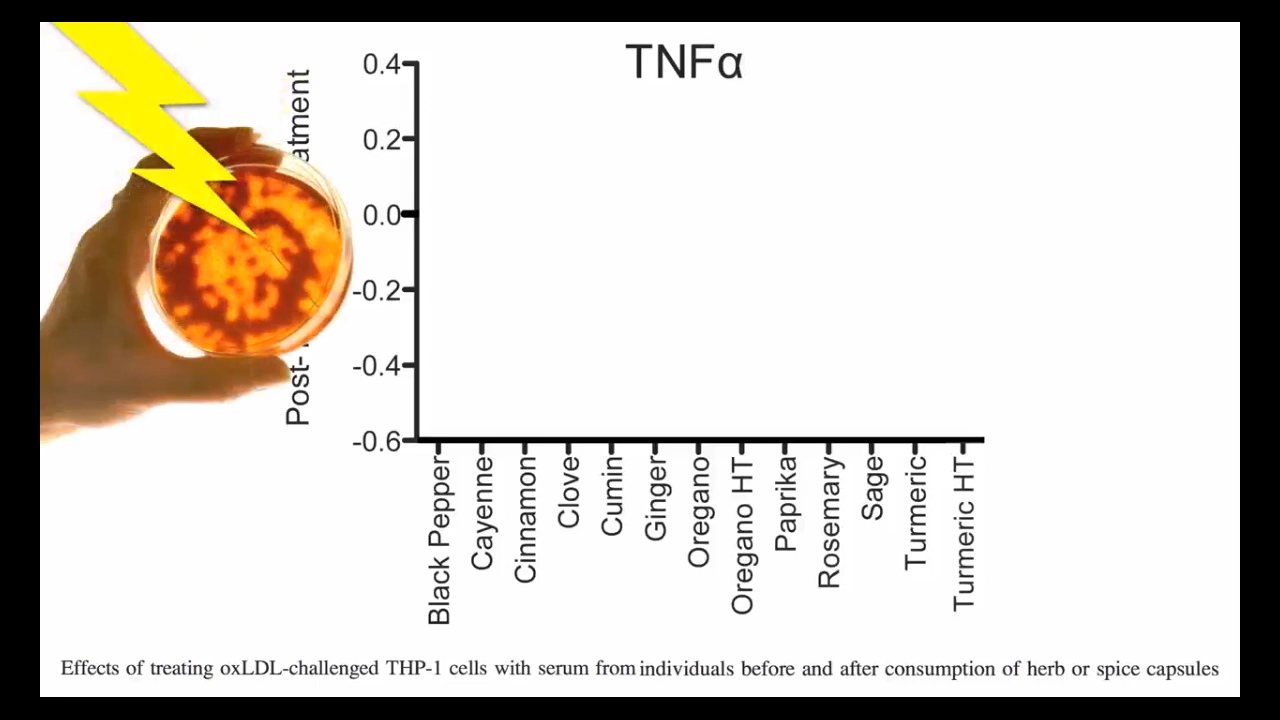 TNFα
Post- atment
0.4
0.2
0.0
-0.2
-0.4
-0.6
Black Pepper
Cayenne
Cinnamon
Clove
Cumin
Ginger
Oregano
Oregano HT
Paprika
Rosemary
Sage
Turmeric
Turmeric HT
Effects of treating oxLDL-challenged THP-1 cells with serum from individuals before and after consumption of herb or spice capsules